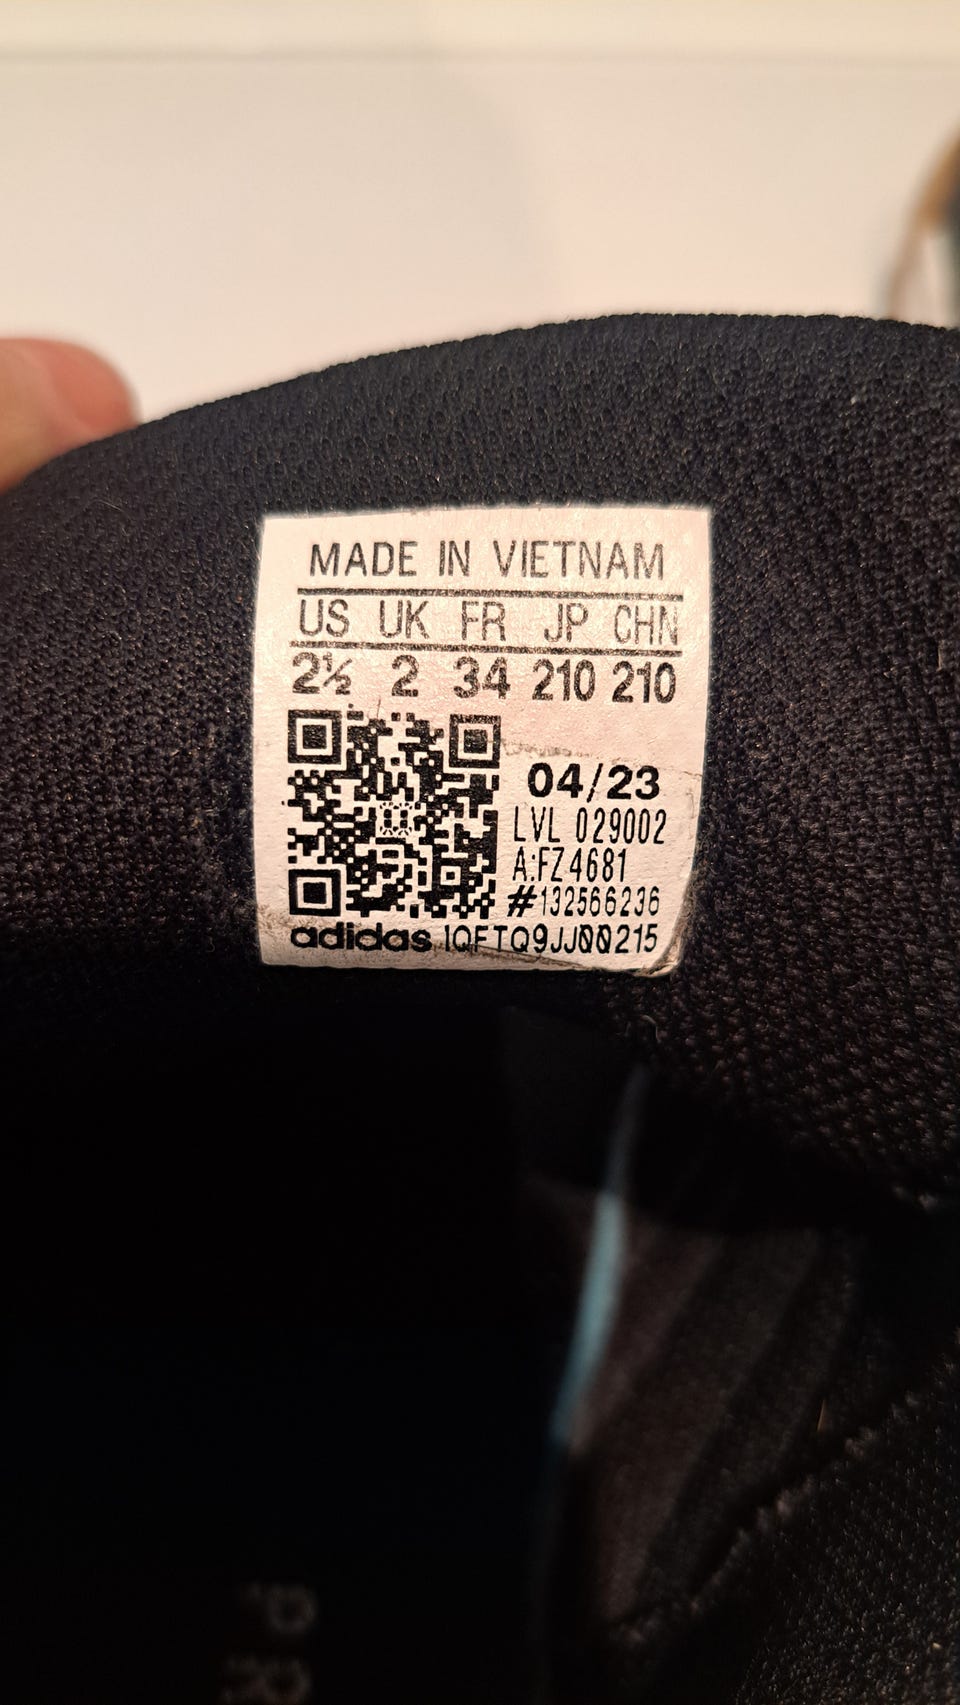 MADE IN VIETNAM
US UK FR JP CHN
2½ 2 34 210 210
04/23
LVL 029002
A:FZ4681
#132566236
adidas 1QFTQ9JJ00215